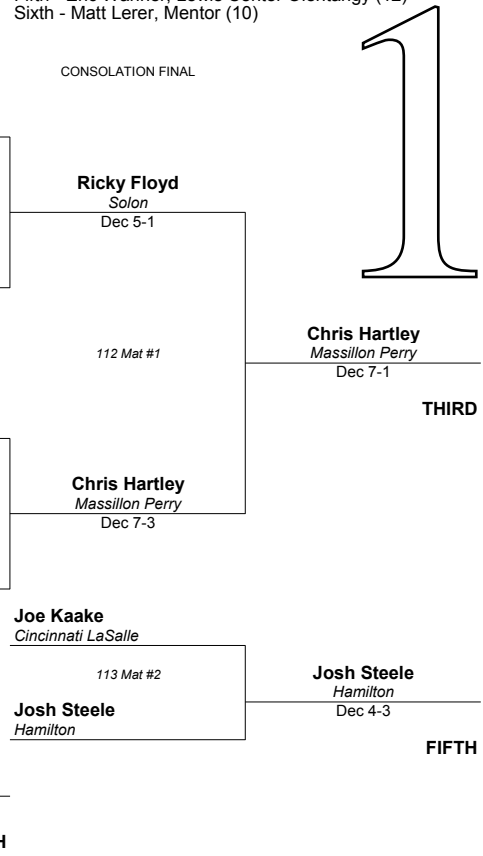 Sixth - Matt Lerer, Mentor (10)
CONSOLATION FINAL
1
Ricky Floyd
Solon
Dec 5-1
112 Mat #1
Chris Hartley
Massillon Perry
Dec 7-1
THIRD
Chris Hartley
Massillon Perry
Dec 7-3
Joe Kaake
Cincinnati LaSalle
113 Mat #2
Josh Steele
Hamilton
Josh Steele
Hamilton
Dec 4-3
FIFTH
H